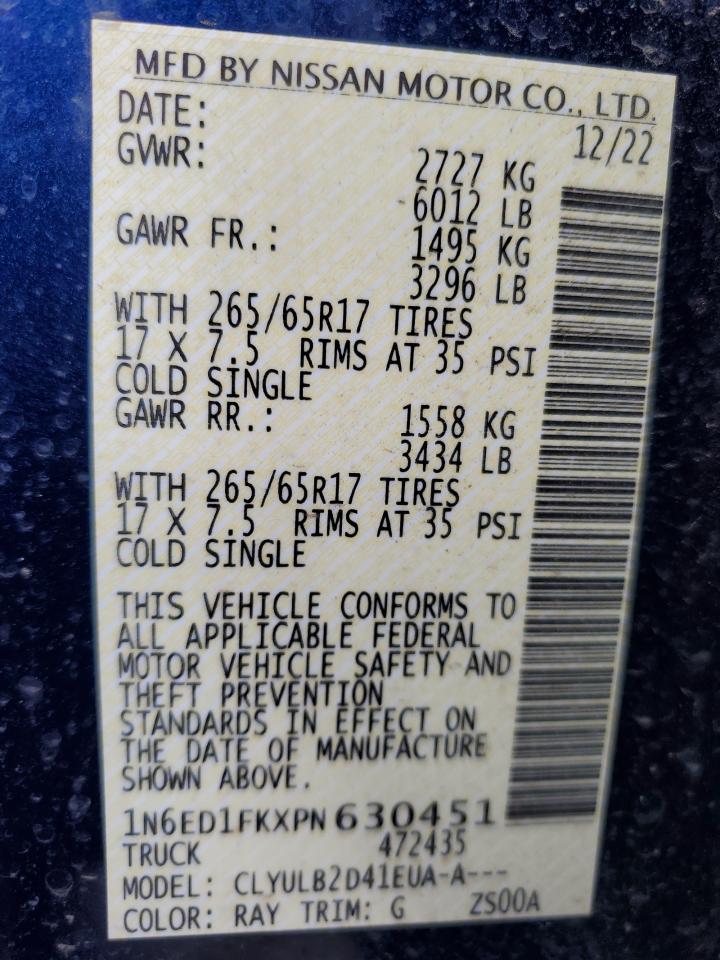 MFD BY NISSAN MOTOR CO., LTD.
DATE: 12/22
GVWR: 2727 KG
6012 LB
GAWR FR.: 1495 KG
3296 LB
WITH 265/65R17 TIRES
17 X 7.5 RIMS AT 35 PSI
COLD SINGLE
GAWR RR.: 1558 KG
3434 LB
WITH 265/65R17 TIRES
17 X 7.5 RIMS AT 35 PSI
COLD SINGLE
THIS VEHICLE CONFORMS TO
ALL APPLICABLE FEDERAL
MOTOR VEHICLE SAFETY AND
THEFT PREVENTION
STANDARDS IN EFFECT ON
THE DATE OF MANUFACTURE
SHOWN ABOVE.
1N6ED1FKXPN630451
TRUCK 472435
MODEL: CLYULB2D41EUA-A---
COLOR: RAY TRIM: G ZS00A